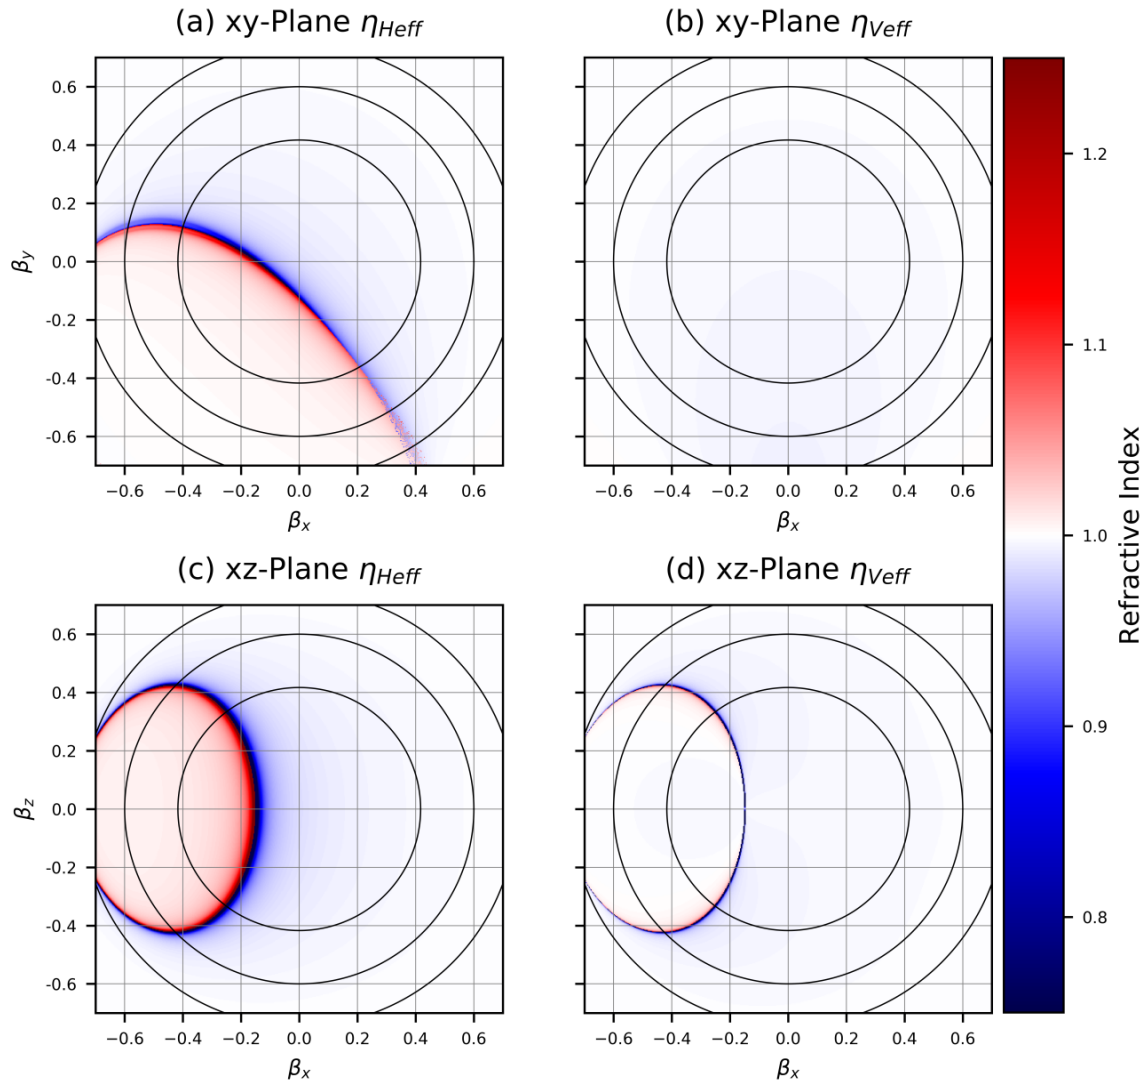 (a) xy-Plane η_Heff
(b) xy-Plane η_Veff
0.6
0.4
0.2
0.0
-0.2
-0.4
-0.6
β_y
−0.6 −0.4 −0.2 0.0 0.2 0.4 0.6
β_x
−0.6 −0.4 −0.2 0.0 0.2 0.4 0.6
β_x
(c) xz-Plane η_Heff
(d) xz-Plane η_Veff
0.6
0.4
0.2
0.0
-0.2
-0.4
-0.6
β_z
−0.6 −0.4 −0.2 0.0 0.2 0.4 0.6
β_x
−0.6 −0.4 −0.2 0.0 0.2 0.4 0.6
β_x
1.2
1.1
1.0
0.9
0.8
Refractive Index